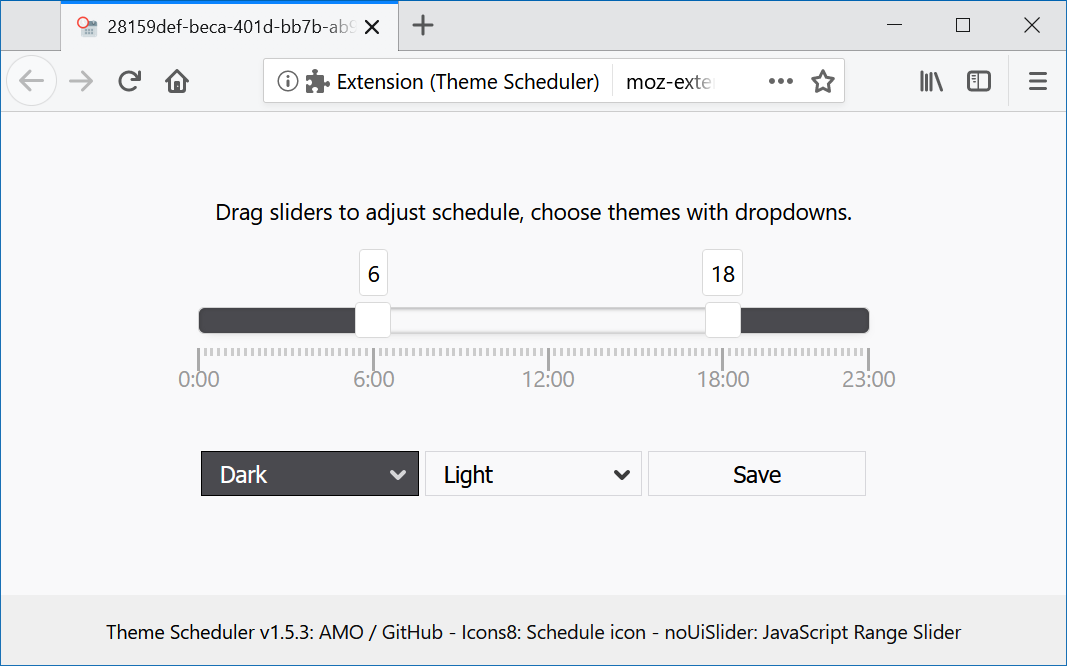 28159def-beca-401d-bb7b-ab9
Extension (Theme Scheduler) moz-exte
Drag sliders to adjust schedule, choose themes with dropdowns.
6 18
0:00 6:00 12:00 18:00 23:00
Dark Light Save
Theme Scheduler v1.5.3: AMO / GitHub - Icons8: Schedule icon - noUiSlider: JavaScript Range Slider